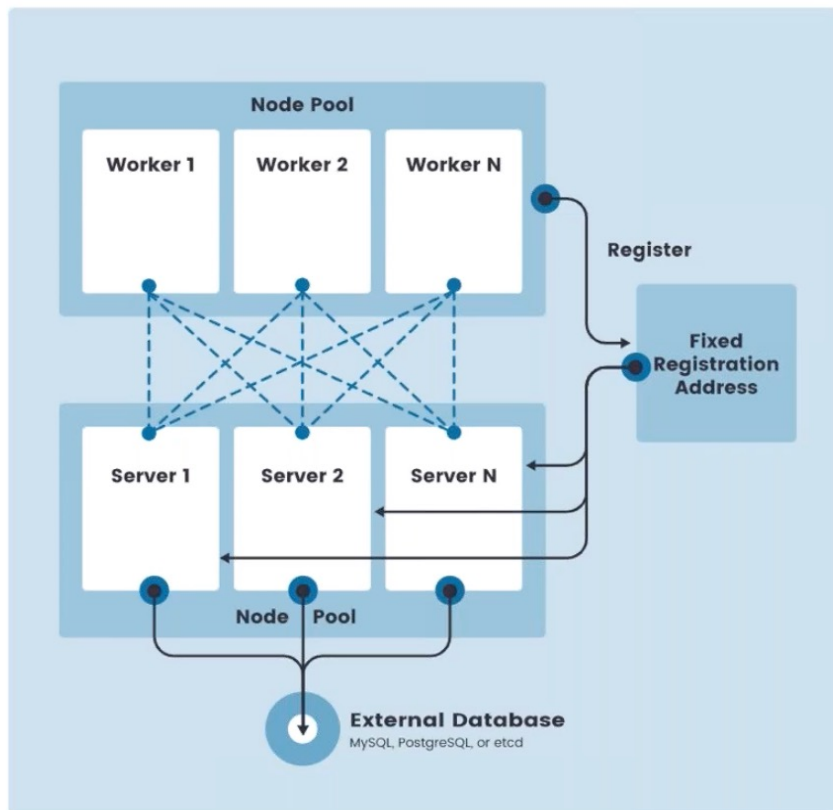 Node Pool
Worker 1
Worker 2
Worker N
Register
Fixed
Registration
Address
Server 1
Server 2
Server N
Node Pool
External Database
MySQL, PostgreSQL, or etcd